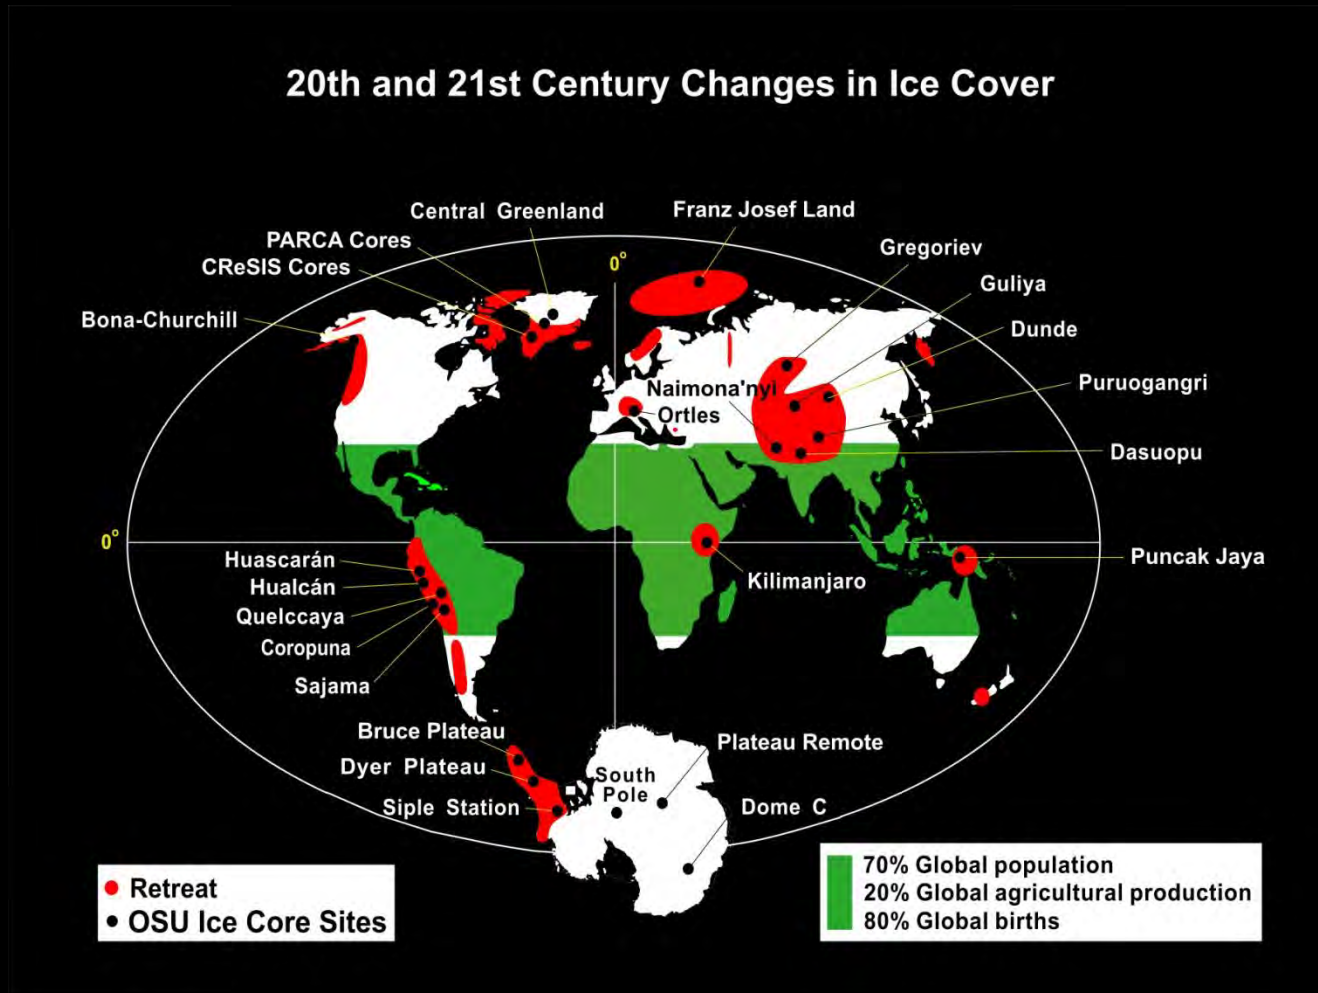 20th and 21st Century Changes in Ice Cover
Central Greenland
Franz Josef Land
PARCA Cores
CReSIS Cores
0°
Gregoriev
Guliya
Bona-Churchill
Dunde
Naimona'nyi
Puruogangri
Ortles
Dasuopu
0°
Huascarán
Hualcán
Quelccaya
Coropuna
Sajama
Kilimanjaro
Puncak Jaya
Bruce Plateau
Dyer Plateau
Siple Station
South
Pole
Plateau Remote
Dome C
Retreat
OSU Ice Core Sites
70% Global population
20% Global agricultural production
80% Global births